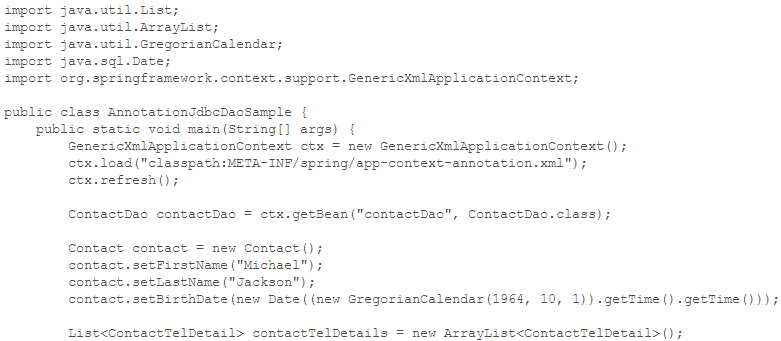 import java.util.List;
import java.util.ArrayList;
import java.util.GregorianCalendar;
import java.sql.Date;
import org.springframework.context.support.GenericXmlApplicationContext;

public class AnnotationJdbcDaoSample {
    public static void main(String[] args) {
        GenericXmlApplicationContext ctx = new GenericXmlApplicationContext();
        ctx.load("classpath:META-INF/spring/app-context-annotation.xml");
        ctx.refresh();

        ContactDao contactDao = ctx.getBean("contactDao", ContactDao.class);

        Contact contact = new Contact();
        contact.setFirstName("Michael");
        contact.setLastName("Jackson");
        contact.setBirthDate(new Date((new GregorianCalendar(1964, 10, 1)).getTime().getTime()));

        List<ContactTelDetail> contactTelDetails = new ArrayList<ContactTelDetail>();